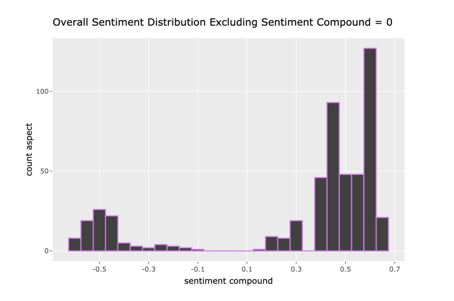 Overall Sentiment Distribution Excluding Sentiment Compound = 0
count aspect
100
50
0
-0.5 -0.3 -0.1 0.1 0.3 0.5 0.7
sentiment compound